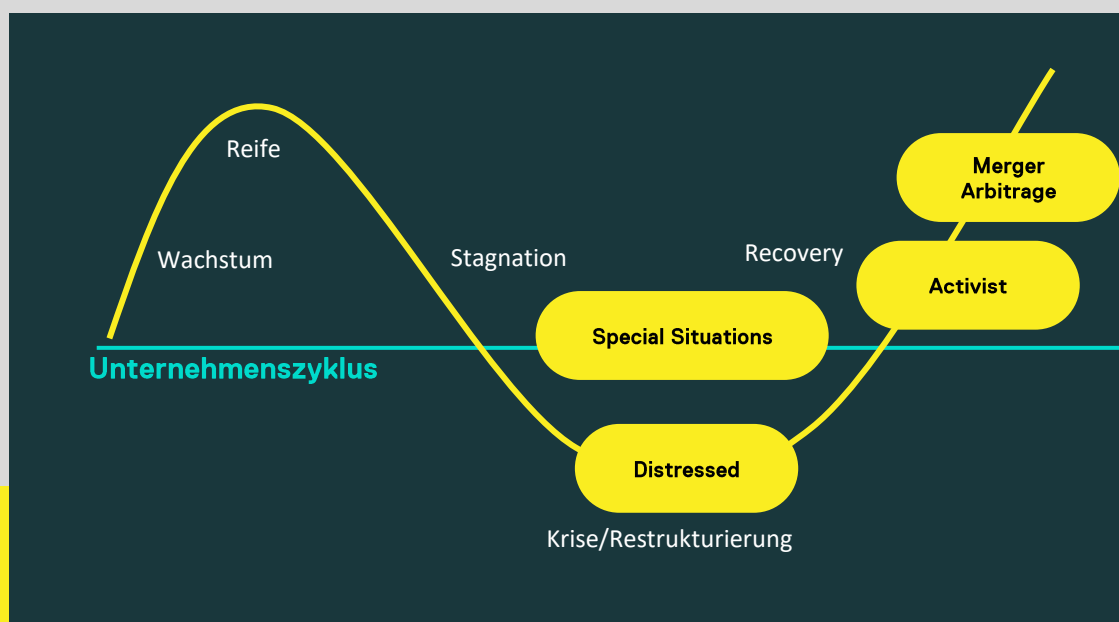 Reife
Wachstum
Stagnation
Recovery
Merger
Arbitrage
Activist
Special Situations
Unternehmenszyklus
Distressed
Krise/Restrukturierung